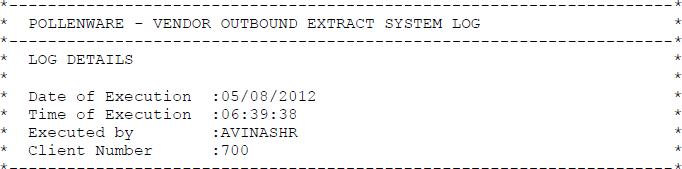 *-----------------------------------------------------------------------*
*  POLLENWARE - VENDOR OUTBOUND EXTRACT SYSTEM LOG                      *
*-----------------------------------------------------------------------*
*  LOG DETAILS                                                          *
*                                                                       *
*  Date of Execution  :05/08/2012                                       *
*  Time of Execution  :06:39:38                                         *
*  Executed by        :AVINASHR                                         *
*  Client Number      :700                                              *
*-----------------------------------------------------------------------*